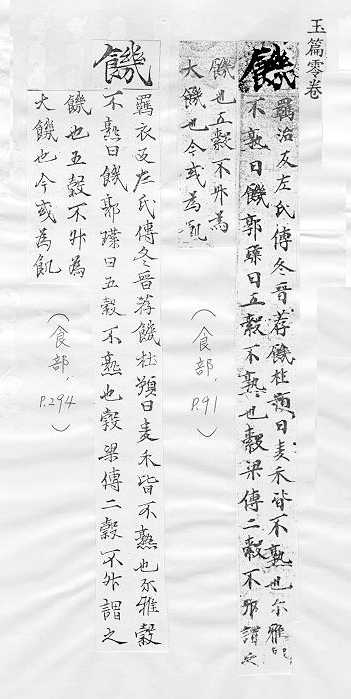 玉篇零卷
饑
羈治反左氏傳冬晉荐饑杜預曰麦禾皆不熟也尓雅
不熟曰饑郭璞曰五穀不熟也穀梁傳二穀不升謂之
饑也五穀不升為
大饑也今或為飢
(食部, P.91)
饑
羈衣反左氏傳冬晉荐饑杜預曰麦禾皆不熟也尓雅穀
不熟曰饑郭璞曰五穀不熟也穀梁傳二穀不升謂之
饑也五穀不升為
大饑也今或為飢
(食部, P.294)